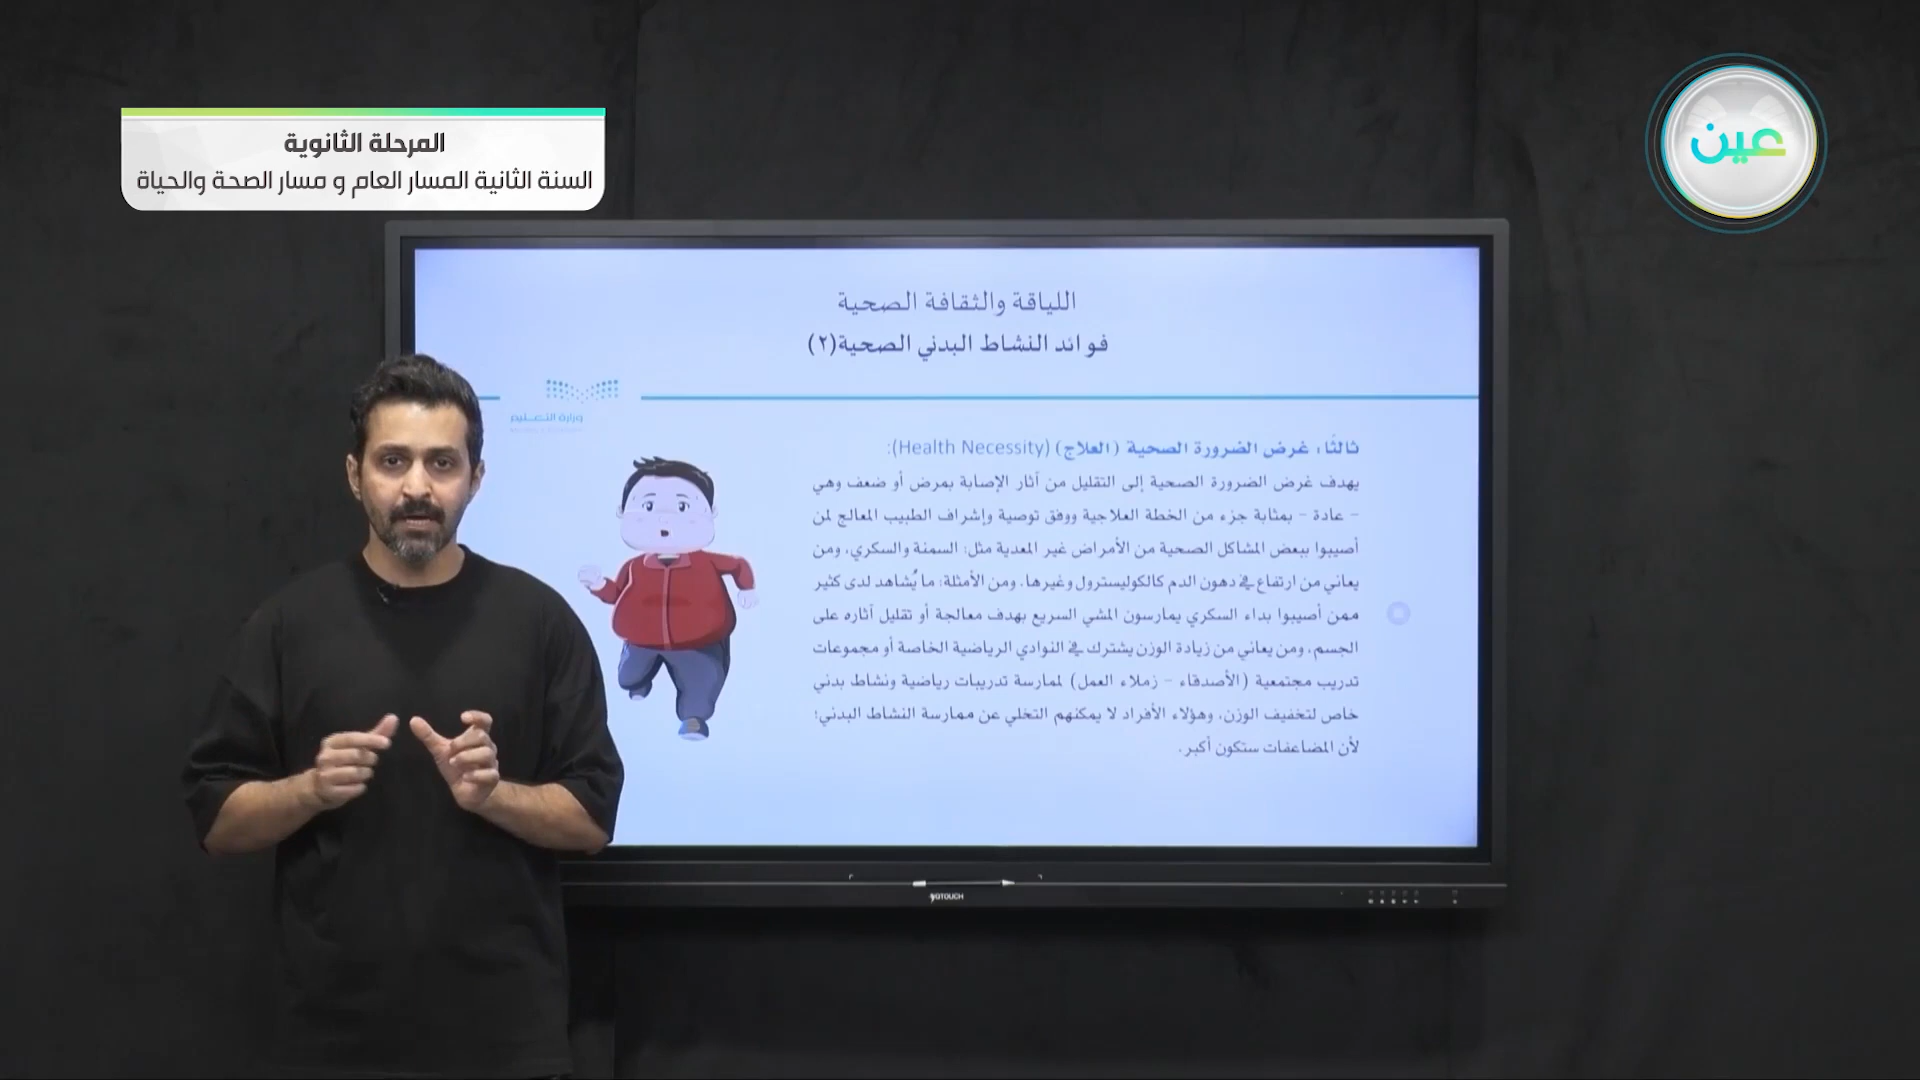 المرحلة الثانوية
السنة الثانية المسار العام و مسار الصحة والحياة
عين
اللياقة والثقافة الصحية
فوائد النشاط البدني الصحية(٢)
وزارة التعليم
ثالثًا: غرض الضرورة الصحية (العلاج) (Health Necessity):
يهدف غرض الضرورة الصحية إلى التقليل من آثار الإصابة بمرض أو ضعف وهي
- عادة - بمثابة جزء من الخطة العلاجية ووفق توصية وإشراف الطبيب المعالج لمن
أصيبوا ببعض المشاكل الصحية من الأمراض غير المعدية مثل: السمنة والسكري، ومن
يعاني من ارتفاع في دهون الدم كالكوليسترول وغيرها. ومن الأمثلة: ما يُشاهد لدى كثير
ممن أصيبوا بداء السكري يمارسون المشي السريع بهدف معالجة أو تقليل آثاره على
الجسم، ومن يعاني من زيادة الوزن يشترك في النوادي الرياضية الخاصة أو مجموعات
تدريب مجتمعية (الأصدقاء - زملاء العمل) لممارسة تدريبات رياضية ونشاط بدني
خاص لتخفيف الوزن، وهؤلاء الأفراد لا يمكنهم التخلي عن ممارسة النشاط البدني؛
لأن المضاعفات ستكون أكبر.